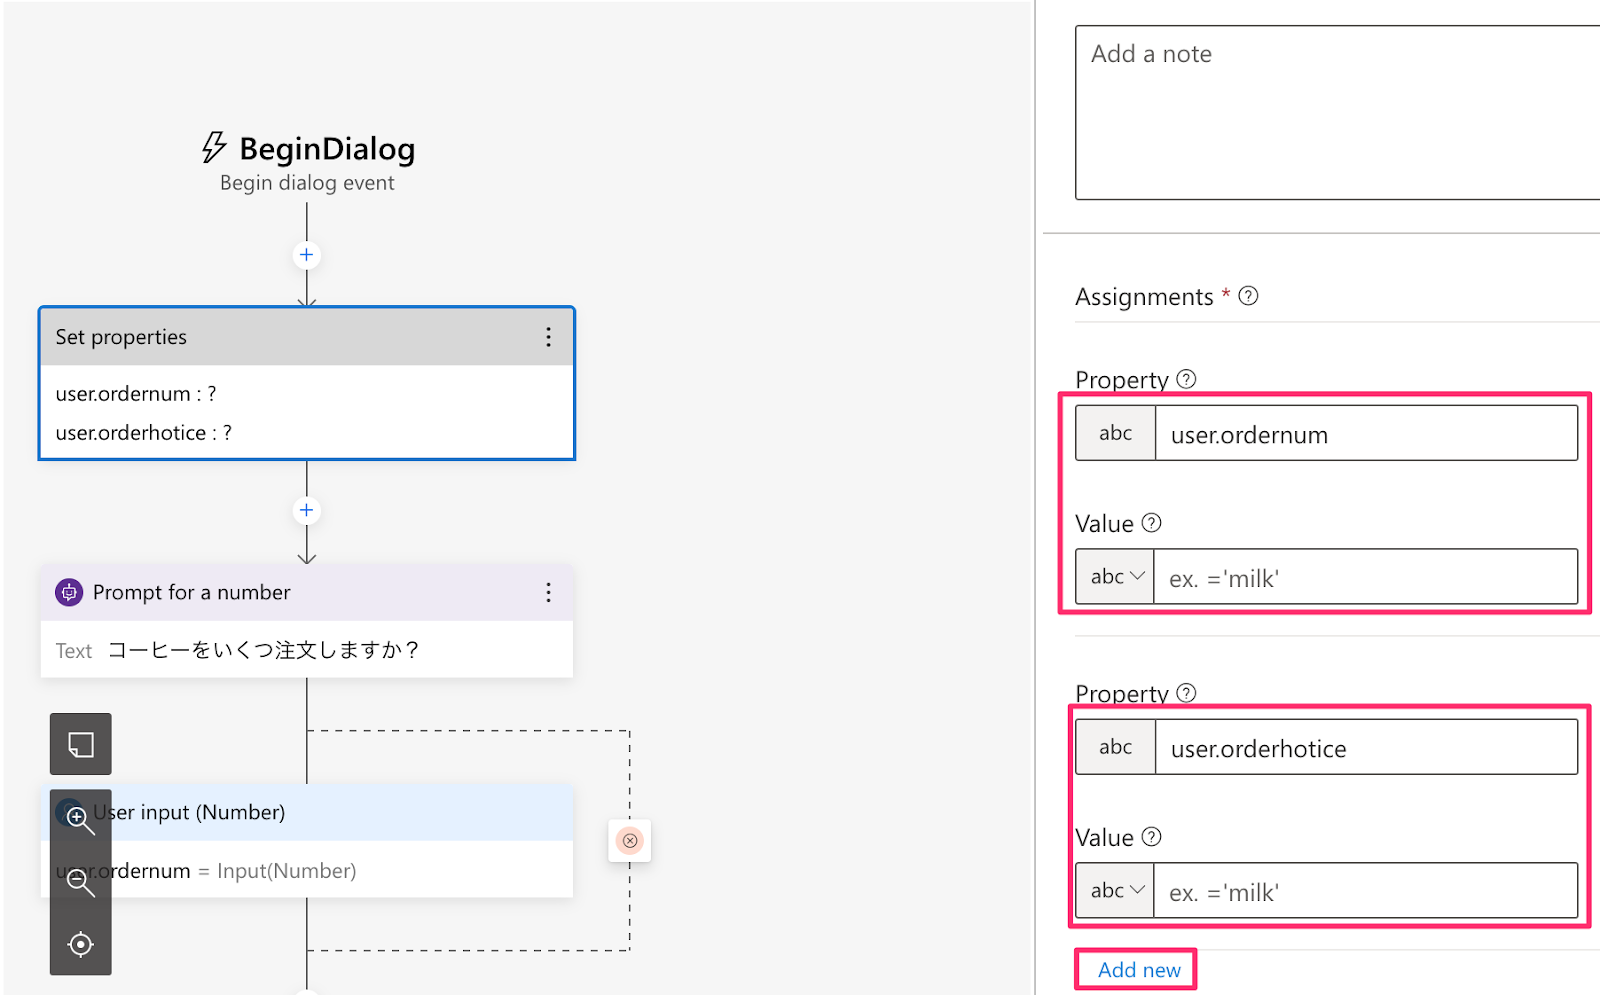 BeginDialog
Begin dialog event
Set properties
user.ordernum : ?
user.orderhotice : ?
Prompt for a number
Text コーヒーをいくつ注文しますか？
User input (Number)
user.ordernum = Input(Number)
Add a note
Assignments *
Property
abc user.ordernum
Value
abc ex. ='milk'
Property
abc user.orderhotice
Value
abc ex. ='milk'
Add new